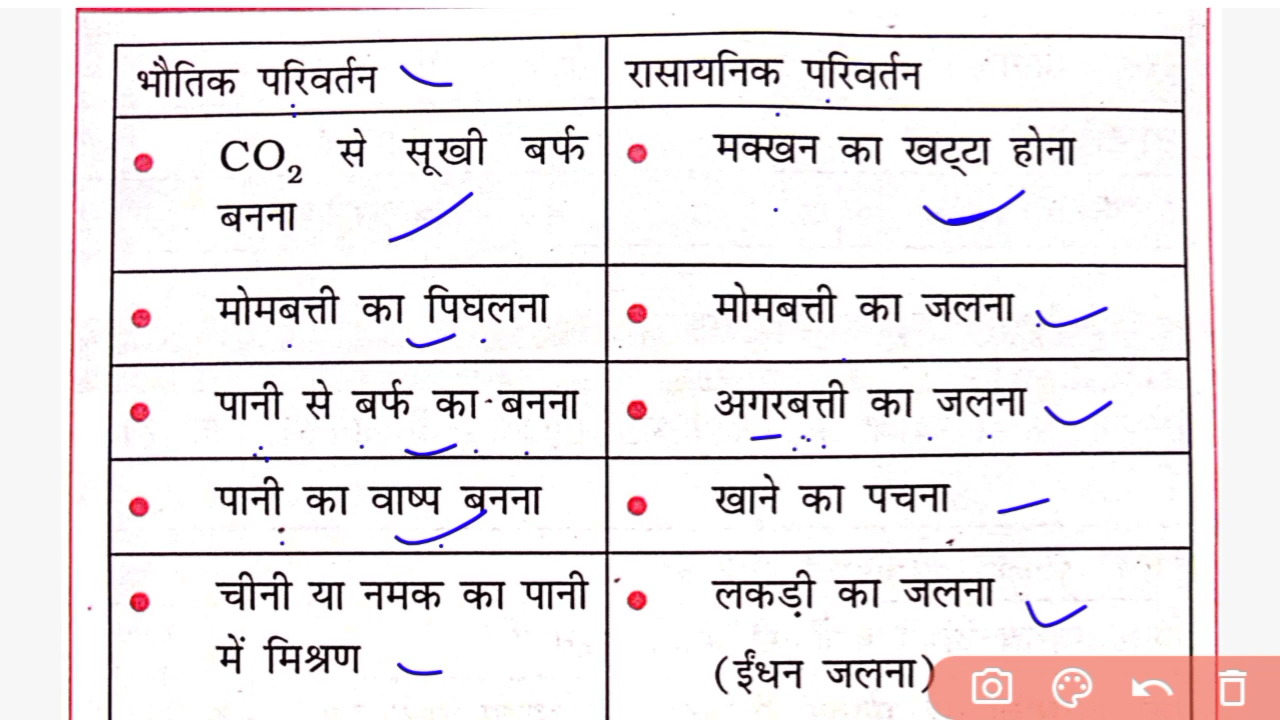 भौतिक परिवर्तन
रासायनिक परिवर्तन
CO₂ से सूखी बर्फ
बनना
मक्खन का खट्टा होना
मोमबत्ती का पिघलना
मोमबत्ती का जलना
पानी से बर्फ का बनना
अगरबत्ती का जलना
पानी का वाष्प बनना
खाने का पचना
चीनी या नमक का पानी
में मिश्रण
लकड़ी का जलना
(ईंधन जलना)